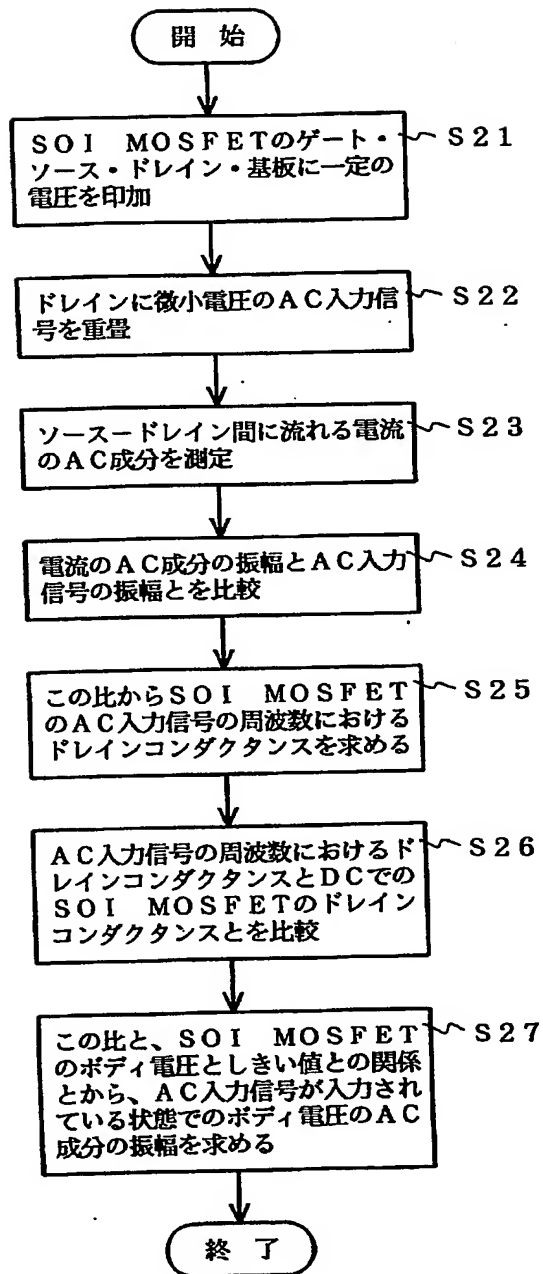 開 始
SOI MOSFETのゲート・
ソース・ドレイン・基板に一定の
電圧を印加
S21
ドレインに微小電圧のAC入力信
号を重畳
S22
ソースードレイン間に流れる電流
のAC成分を測定
S23
電流のAC成分の振幅とAC入力
信号の振幅とを比較
S24
この比からSOI MOSFET
のAC入力信号の周波数における
ドレインコンダクタンスを求める
S25
AC入力信号の周波数におけるド
レインコンダクタンスとDCでの
SOI MOSFETのドレイン
コンダクタンスとを比較
S26
この比と、SOI MOSFET
のボディ電圧としきい値との関係
とから、AC入力信号が入力され
ている状態でのボディ電圧のAC
成分の振幅を求める
S27
終 了